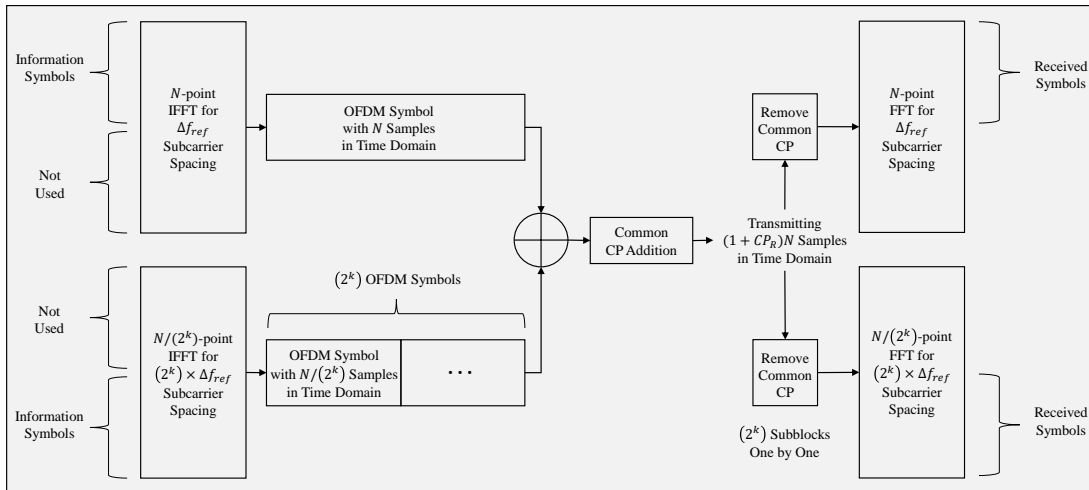 Information
Symbols
Not
Used
N-point
IFFT for
Δf_ref
Subcarrier
Spacing
OFDM Symbol
with N Samples
in Time Domain
Not
Used
Information
Symbols
N/(2^k)-point
IFFT for
(2^k) × Δf_ref
Subcarrier
Spacing
(2^k) OFDM Symbols
OFDM Symbol
with N/(2^k) Samples
in Time Domain
···
Common
CP Addition
Transmitting
(1 + CP_R)N Samples
in Time Domain
Remove
Common
CP
N-point
FFT for
Δf_ref
Subcarrier
Spacing
Received
Symbols
Remove
Common
CP
(2^k) Subblocks
One by One
N/(2^k)-point
FFT for
(2^k) × Δf_ref
Subcarrier
Spacing
Received
Symbols